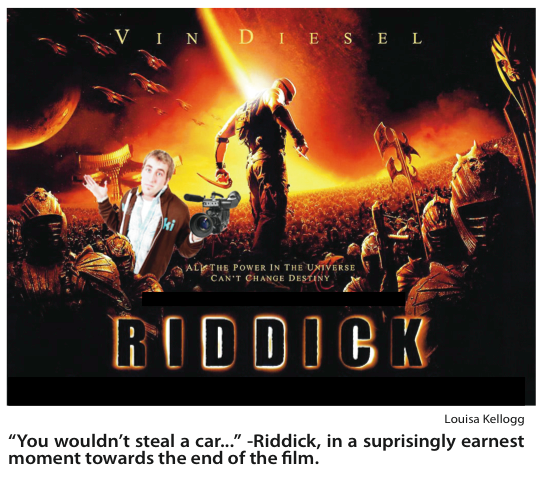 VIN DIESEL
ALL THE POWER IN THE UNIVERSE
CAN'T CHANGE DESTINY
RIDDICK
Louisa Kellogg
“You wouldn’t steal a car...” -Riddick, in a suprisingly earnest
moment towards the end of the film.